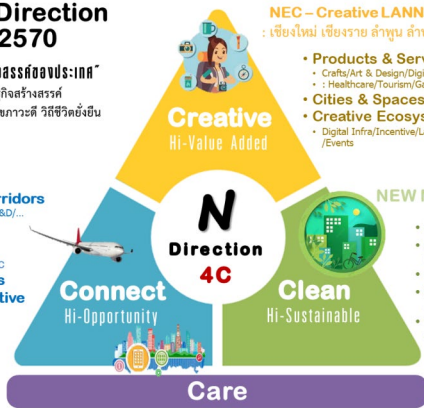 Direction
2570
NEC – Creative LANN
: เชียงใหม่ เชียงราย ลำพูน ลำ
สรรค์ของประเทศ"
กิจสร้างสรรค์
ขภาวะดี วิถีชีวิตยั่งยืน
• Products & Serv
• Crafts/Art & Design/Digi
• : Healthcare/Tourism/Ga
• Cities & Spaces
• Creative Ecosys
• Digital Infra/Incentive/L
/Events
Creative
Hi-Value Added
rridors
&D/...
NEW
N
Direction
4C
C
s
tive
Connect
Hi-Opportunity
Clean
Hi-Sustainable
Care